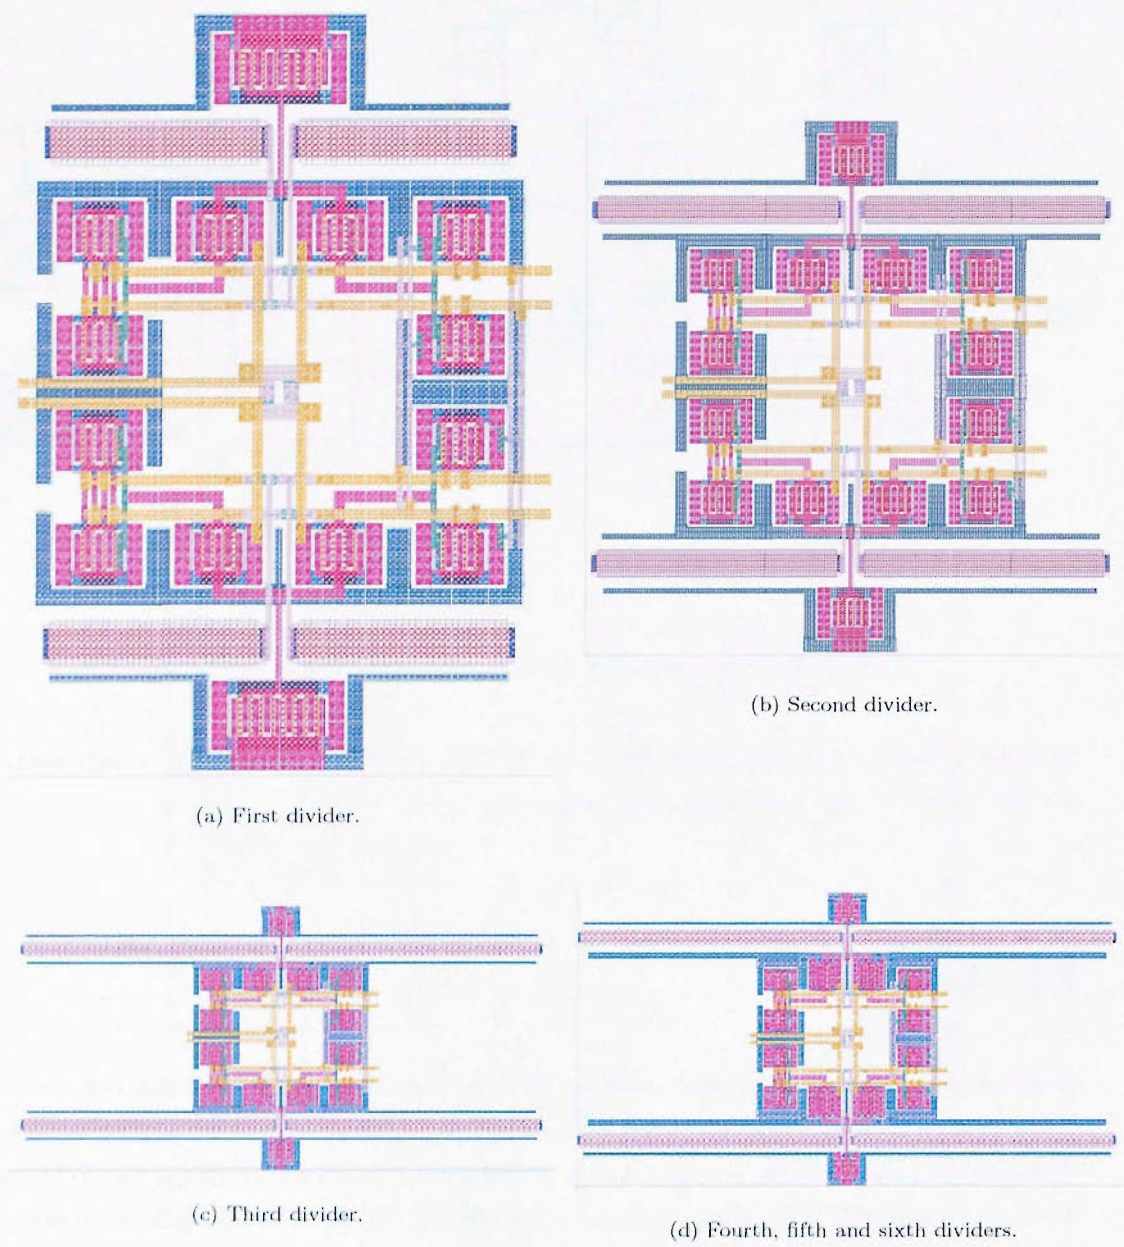 (a) First divider.
(b) Second divider.
(c) Third divider.
(d) Fourth, fifth and sixth dividers.